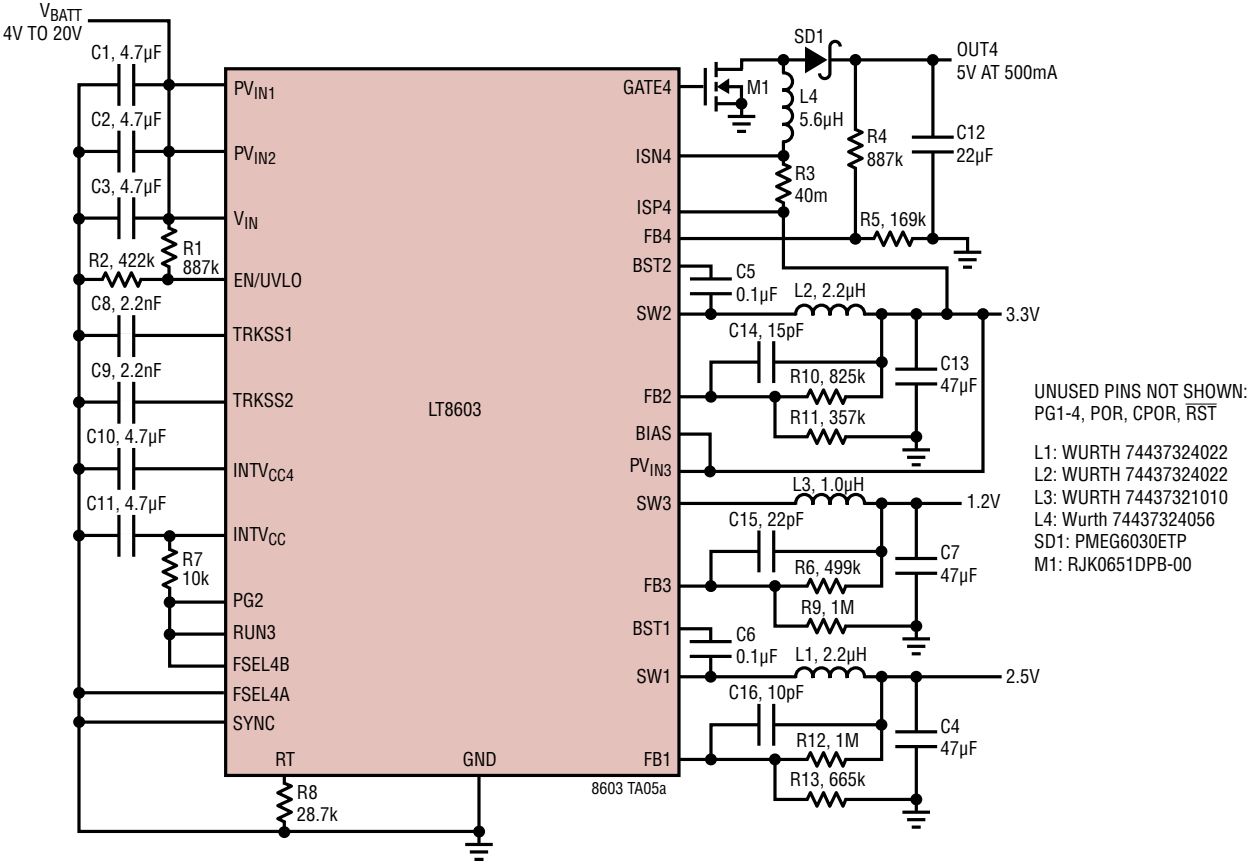 VBATT
4V TO 20V
C1, 4.7µF
C2, 4.7µF
C3, 4.7µF
R1
887k
R2, 422k
C8, 2.2nF
C9, 2.2nF
C10, 4.7µF
C11, 4.7µF
R7
10k
PVIN1
PVIN2
VIN
EN/UVLO
TRKSS1
TRKSS2
INTVCC4
INTVCC
PG2
RUN3
FSEL4B
FSEL4A
SYNC
RT
GND
R8
28.7k
LT8603
GATE4
ISN4
ISP4
FB4
BST2
SW2
FB2
BIAS
PVIN3
SW3
FB3
BST1
SW1
FB1
8603 TA05a
M1
SD1
L4
5.6µH
R3
40m
R4
887k
C12
22µF
R5, 169k
OUT4
5V AT 500mA
C5
0.1µF
L2, 2.2µH
3.3V
C14, 15pF
R10, 825k
R11, 357k
C13
47µF
L3, 1.0µH
1.2V
C15, 22pF
R6, 499k
R9, 1M
C7
47µF
C6
0.1µF
L1, 2.2µH
2.5V
C16, 10pF
R12, 1M
R13, 665k
C4
47µF
UNUSED PINS NOT SHOWN:
PG1-4, POR, CPOR, RST
L1: WURTH 74437324022
L2: WURTH 74437324022
L3: WURTH 74437321010
L4: Wurth 74437324056
SD1: PMEG6030ETP
M1: RJK0651DPB-00